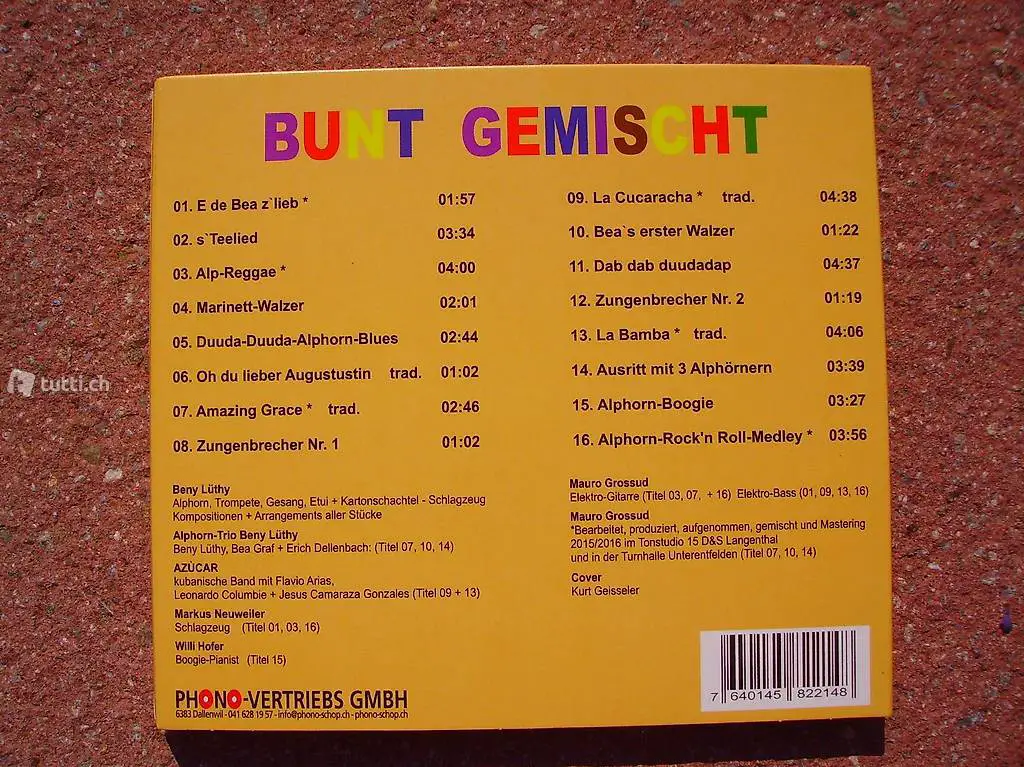 BUNT GEMISCHT
01. E de Bea z`lieb * 01:57
02. s`Teelied 03:34
03. Alp-Reggae * 04:00
04. Marinett-Walzer 02:01
05. Duuda-Duuda-Alphorn-Blues 02:44
06. Oh du lieber Augustustin trad. 01:02
07. Amazing Grace * trad. 02:46
08. Zungenbrecher Nr. 1 01:02
09. La Cucaracha * trad. 04:38
10. Bea`s erster Walzer 01:22
11. Dab dab duudadap 04:37
12. Zungenbrecher Nr. 2 01:19
13. La Bamba * trad. 04:06
14. Ausritt mit 3 Alphörnern 03:39
15. Alphorn-Boogie 03:27
16. Alphorn-Rock'n Roll-Medley * 03:56
Beny Lüthy
Alphorn, Trompete, Gesang, Etui + Kartonschachtel - Schlagzeug
Kompositionen + Arrangements aller Stücke
Alphorn-Trio Beny Lüthy
Beny Lüthy, Bea Graf + Erich Dellenbach: (Titel 07, 10, 14)
AZÙCAR
kubanische Band mit Flavio Arias,
Leonardo Columbie + Jesus Camaraza Gonzales (Titel 09 + 13)
Markus Neuweiler
Schlagzeug (Titel 01, 03, 16)
Willi Hofer
Boogie-Pianist (Titel 15)
Mauro Grossud
Elektro-Gitarre (Titel 03, 07, + 16) Elektro-Bass (01, 09, 13, 16)
Mauro Grossud
*Bearbeitet, produziert, aufgenommen, gemischt und Mastering
2015/2016 im Tonstudio 15 D&S Langenthal
und in der Turnhalle Unterentfelden (Titel 07, 10, 14)
Cover
Kurt Geisseler
PHONO-VERTRIEBS GMBH
6383 Dallenwil - 041 628 19 57 - info@phono-schop.ch - phono-schop.ch
7 640145 822148
tutti.ch